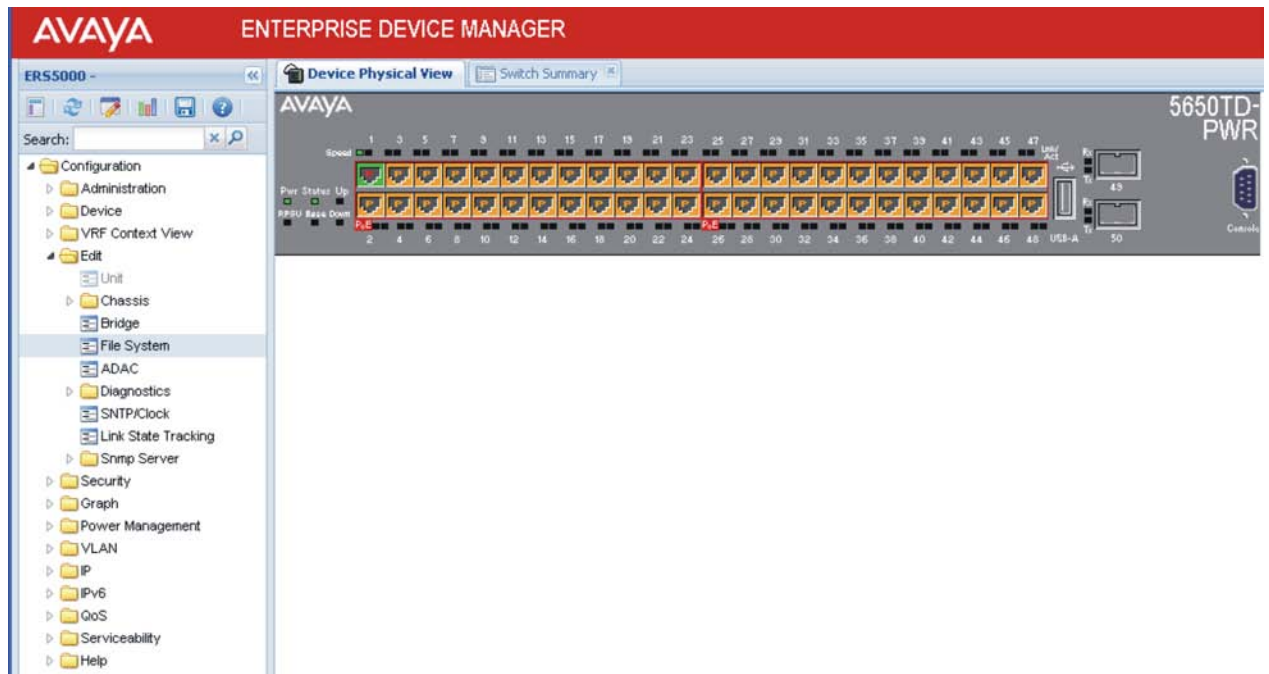 AVAYA ENTERPRISE DEVICE MANAGER
ERS5000 -
Device Physical View
Switch Summary
Search:
Configuration
Administration
Device
VRF Context View
Edit
Unit
Chassis
Bridge
File System
ADAC
Diagnostics
SNTP/Clock
Link State Tracking
Snmp Server
Security
Graph
Power Management
VLAN
IP
IPv6
QoS
Serviceability
Help
AVAYA
5650TD-
PWR
1 3 5 7 9 11 13 15 17 19 21 23 25 27 29 31 33 35 37 39 41 43 45 47
Speed
Link/
Act
Rx
Tx
49
Pwr Status Up
RPSU Base Down
PoE
PoE
2 4 6 8 10 12 14 16 18 20 22 24 26 28 30 32 34 36 38 40 42 44 46 48
USB-A
Rx
Tx
50
Console